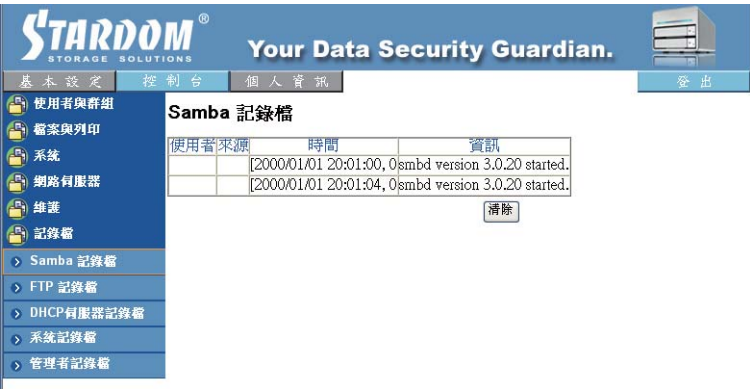 STARDOM®
STORAGE SOLUTIONS
Your Data Security Guardian.
基本設定 控制台 個人資訊 登出
使用者與群組
檔案與列印
系統
網路伺服器
維護
記錄檔
Samba 記錄檔
FTP 記錄檔
DHCP伺服器記錄檔
系統記錄檔
管理者記錄檔
Samba 記錄檔
使用者 來源 時間 資訊
[2000/01/01 20:01:00, 0 smbd version 3.0.20 started.
[2000/01/01 20:01:04, 0 smbd version 3.0.20 started.
清除